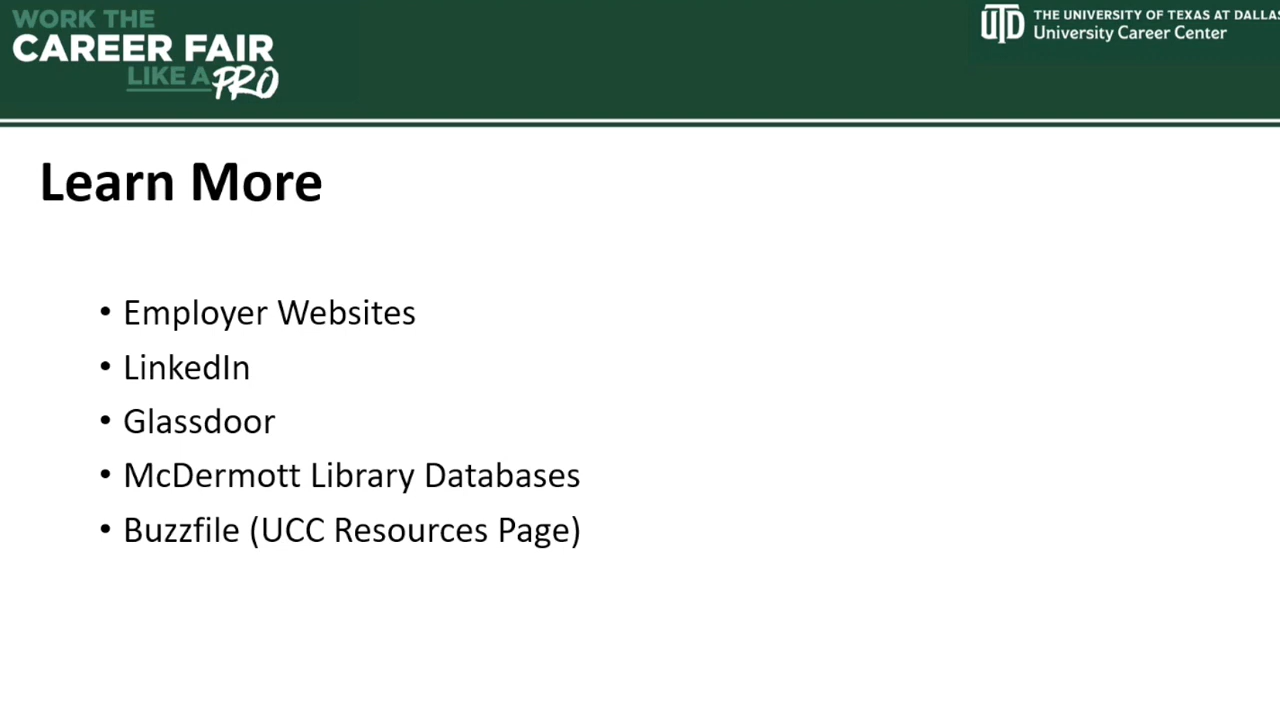 WORK THE
CAREER FAIR
LIKE A PRO
UTD
THE UNIVERSITY OF TEXAS AT DALLAS
University Career Center
Learn More
• Employer Websites
• LinkedIn
• Glassdoor
• McDermott Library Databases
• Buzzfile (UCC Resources Page)